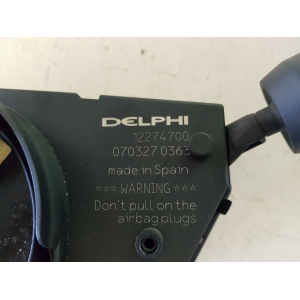 DELPHI
12274700
070327 0363
made in Spain
*** WARNING ***
Don't pull on the
airbag plugs